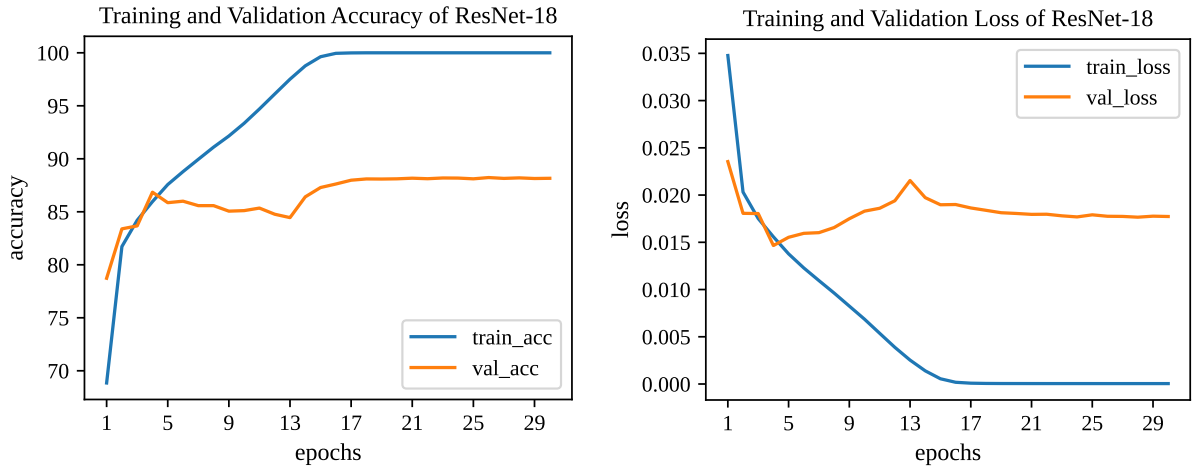 Training and Validation Accuracy of ResNet-18
100
95
90
85
80
75
70
accuracy
train_acc
val_acc
1 5 9 13 17 21 25 29
epochs
Training and Validation Loss of ResNet-18
0.035
0.030
0.025
0.020
0.015
0.010
0.005
0.000
loss
train_loss
val_loss
1 5 9 13 17 21 25 29
epochs